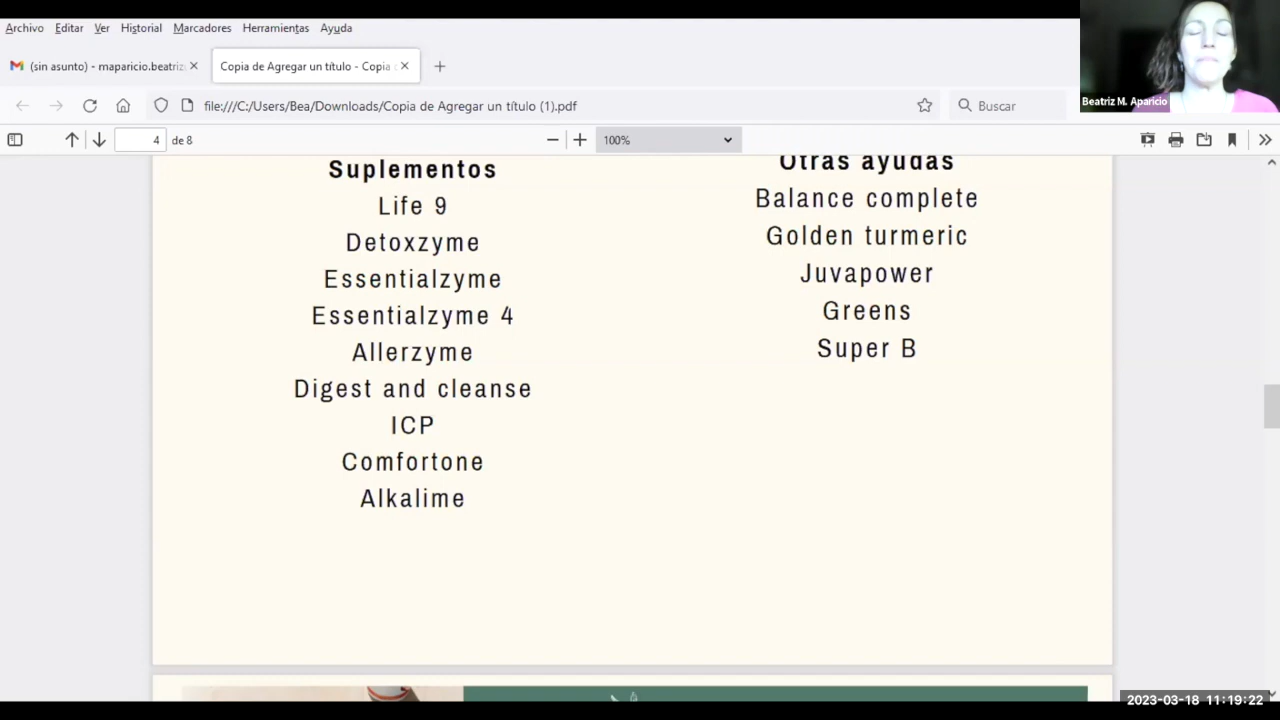 Archivo Editar Ver Historial Marcadores Herramientas Ayuda
(sin asunto) - maparicio.beatriz
Copia de Agregar un título - Copia
file:///C:/Users/Bea/Downloads/Copia de Agregar un título (1).pdf
Buscar
Beatriz M. Aparicio
4 de 8
100%
Suplementos
Life 9
Detoxzyme
Essentialzyme
Essentialzyme 4
Allerzyme
Digest and cleanse
ICP
Comfortone
Alkalime
Otras ayudas
Balance complete
Golden turmeric
Juvapower
Greens
Super B
2023-03-18 11:19:22